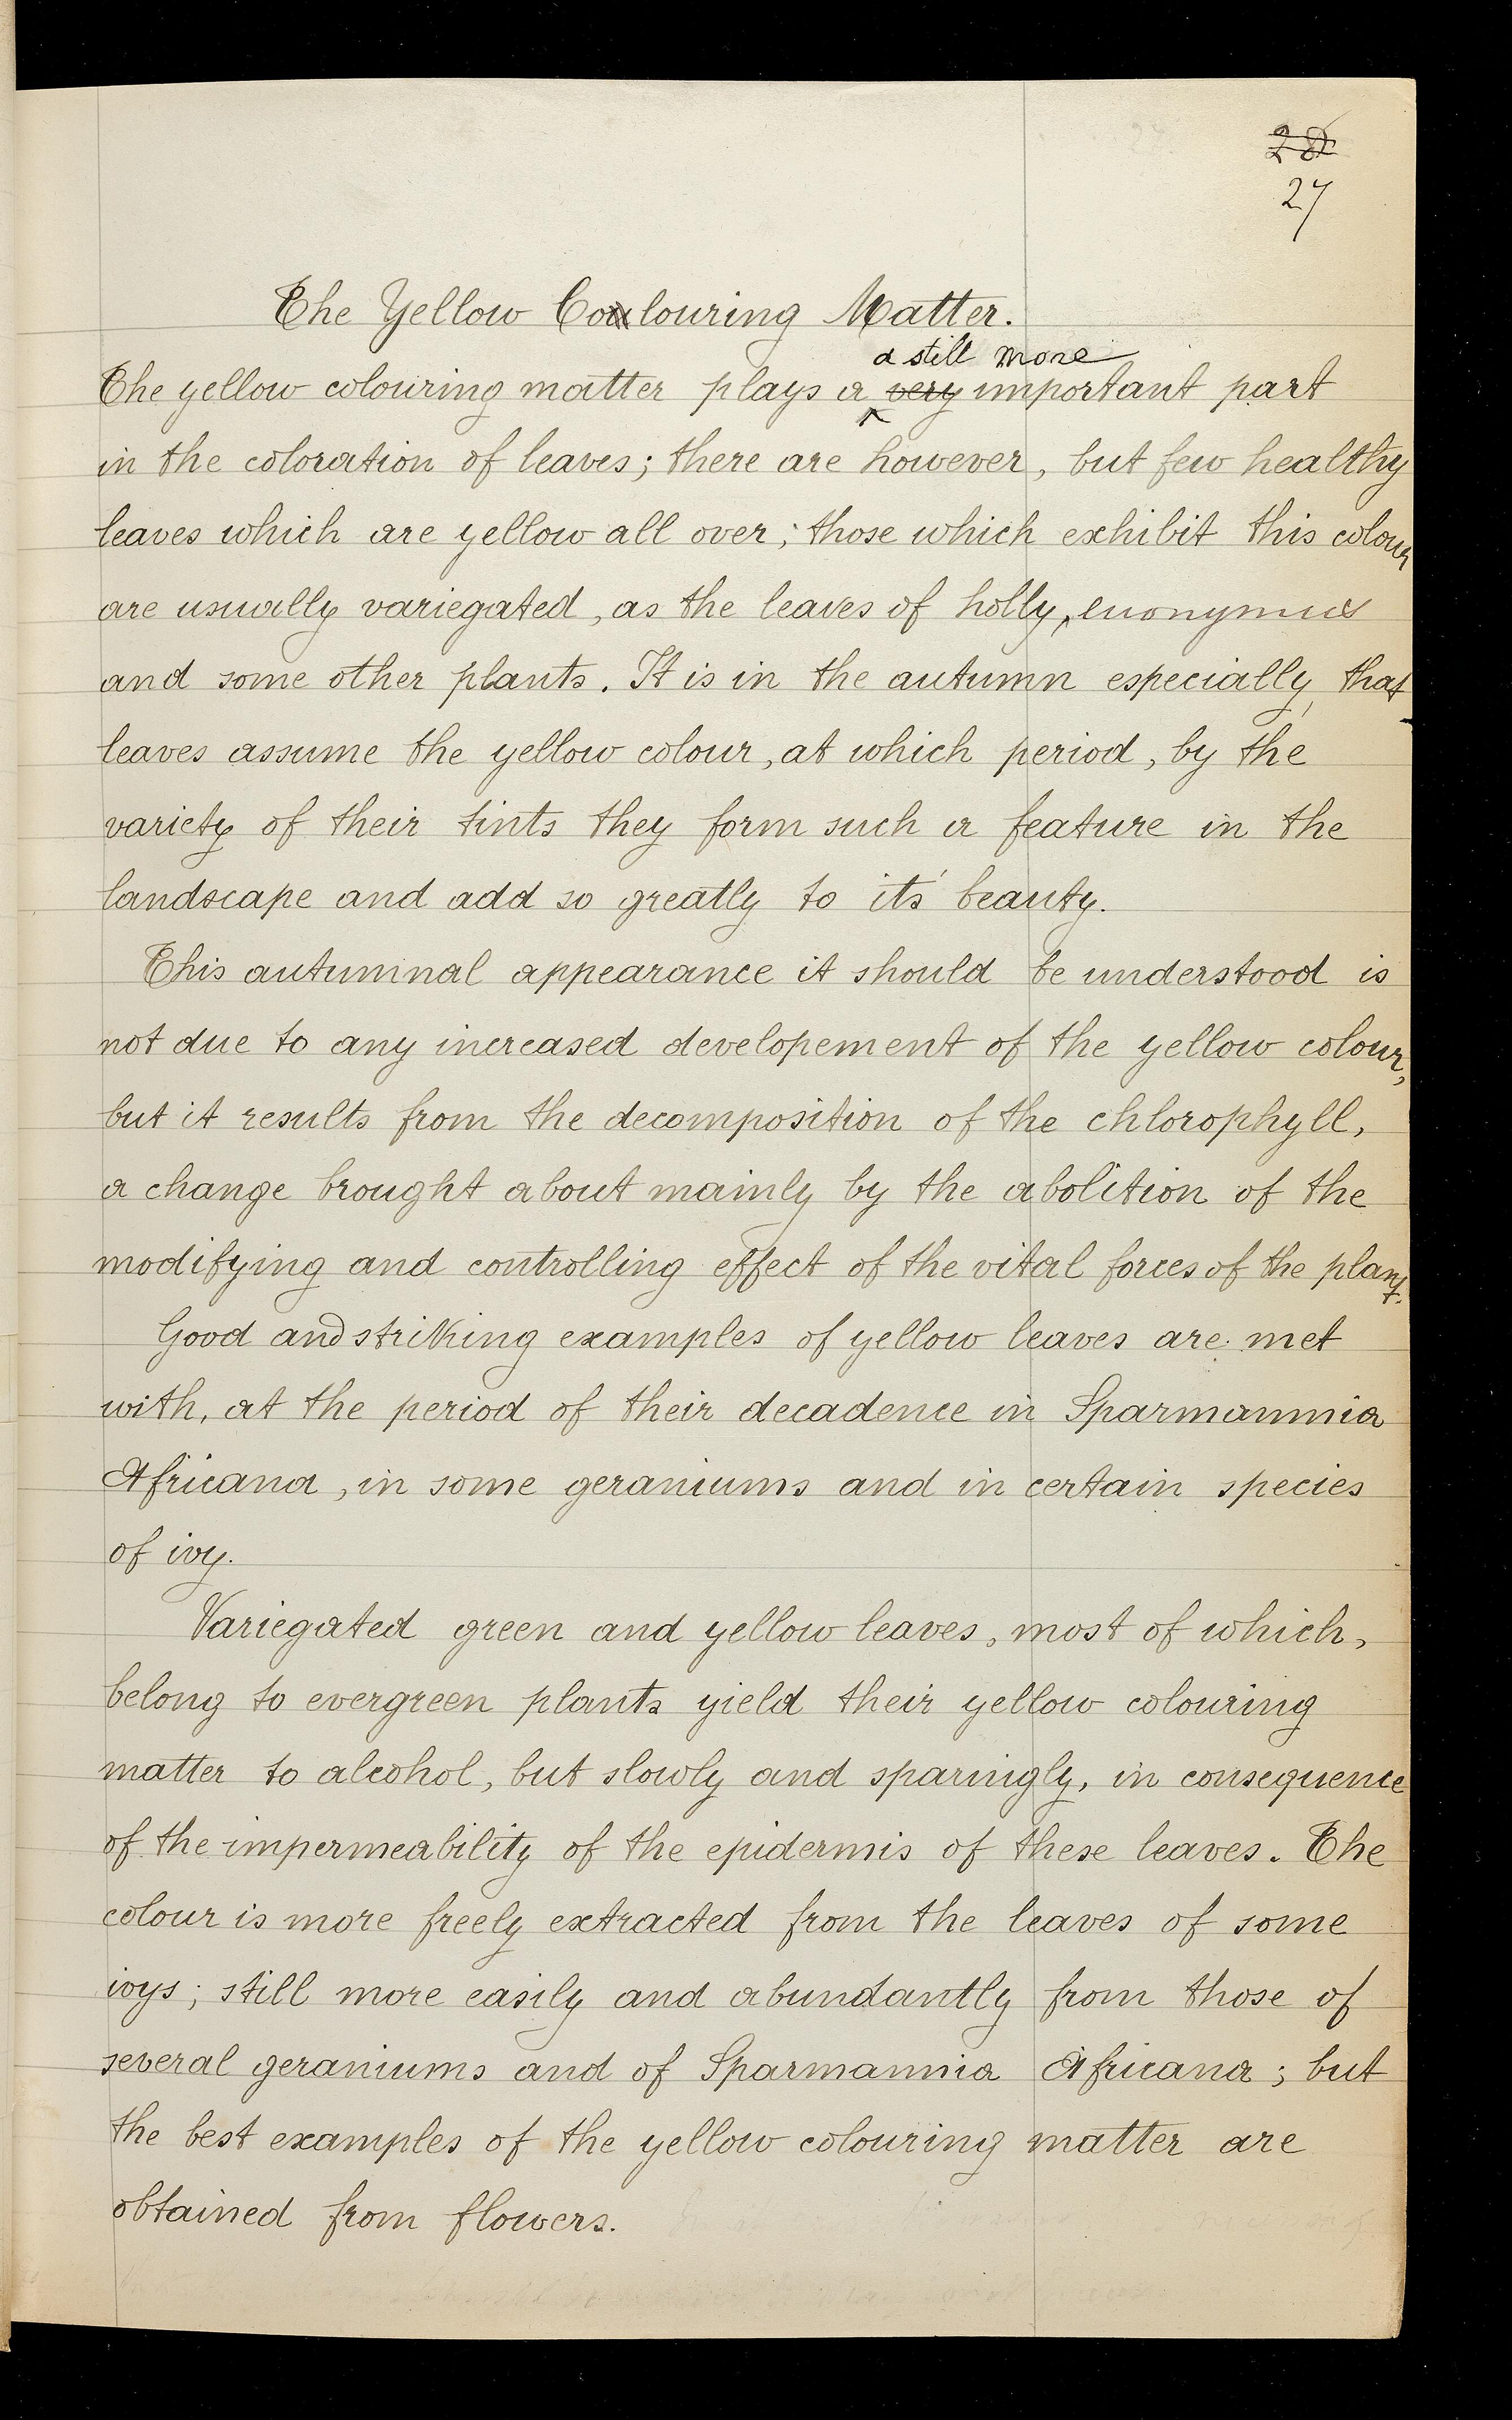 28
27
The Yellow Colouring Matter.
a still more
The yellow colouring matter plays a very important part
in the coloration of leaves; there are however, but few healthy
leaves which are yellow all over; those which exhibit this colour
are usually variegated, as the leaves of holly, euonymus
and some other plants. It is in the autumn especially, that
leaves assume the yellow colour, at which period, by the
variety of their tints they form such a feature in the
landscape and add so greatly to its' beauty.
This autumnal appearance it should be understood is
not due to any increased developement of the yellow colour,
but it results from the decomposition of the chlorophyll,
a change brought about mainly by the abolition of the
modifying and controlling effect of the vital forces of the plant.
Good and striking examples of yellow leaves are met
with, at the period of their decadence in Sparmannia
Africana, in some geraniums and in certain species
of ivy.
Variegated green and yellow leaves, most of which,
belong to evergreen plants yield their yellow colouring
matter to alcohol, but slowly and sparingly, in consequence
of the impermeability of the epidermis of these leaves. The
colour is more freely extracted from the leaves of some
ivys; still more easily and abundantly from those of
several geraniums and of Sparmannia Africana; but
the best examples of the yellow colouring matter are
obtained from flowers.